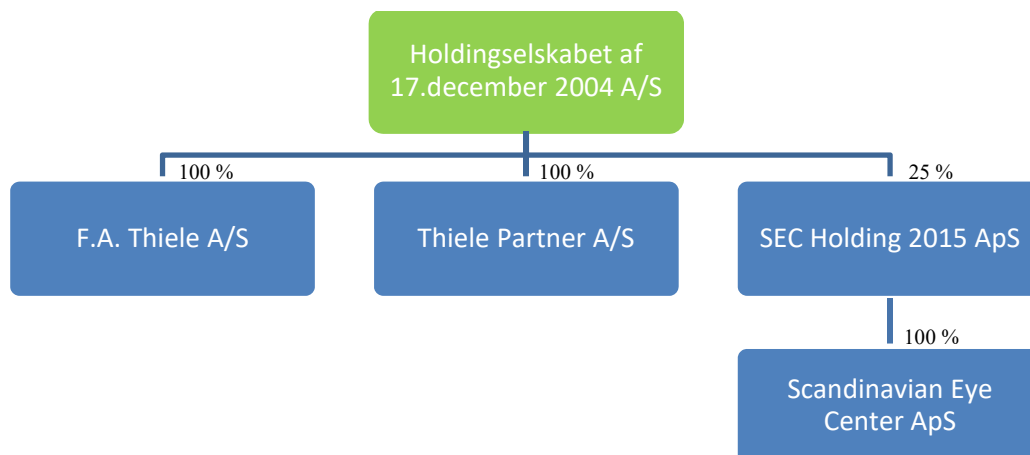 Holdingselskabet af
17.december 2004 A/S
100 %
100 %
25 %
F.A. Thiele A/S
Thiele Partner A/S
SEC Holding 2015 ApS
100 %
Scandinavian Eye
Center ApS